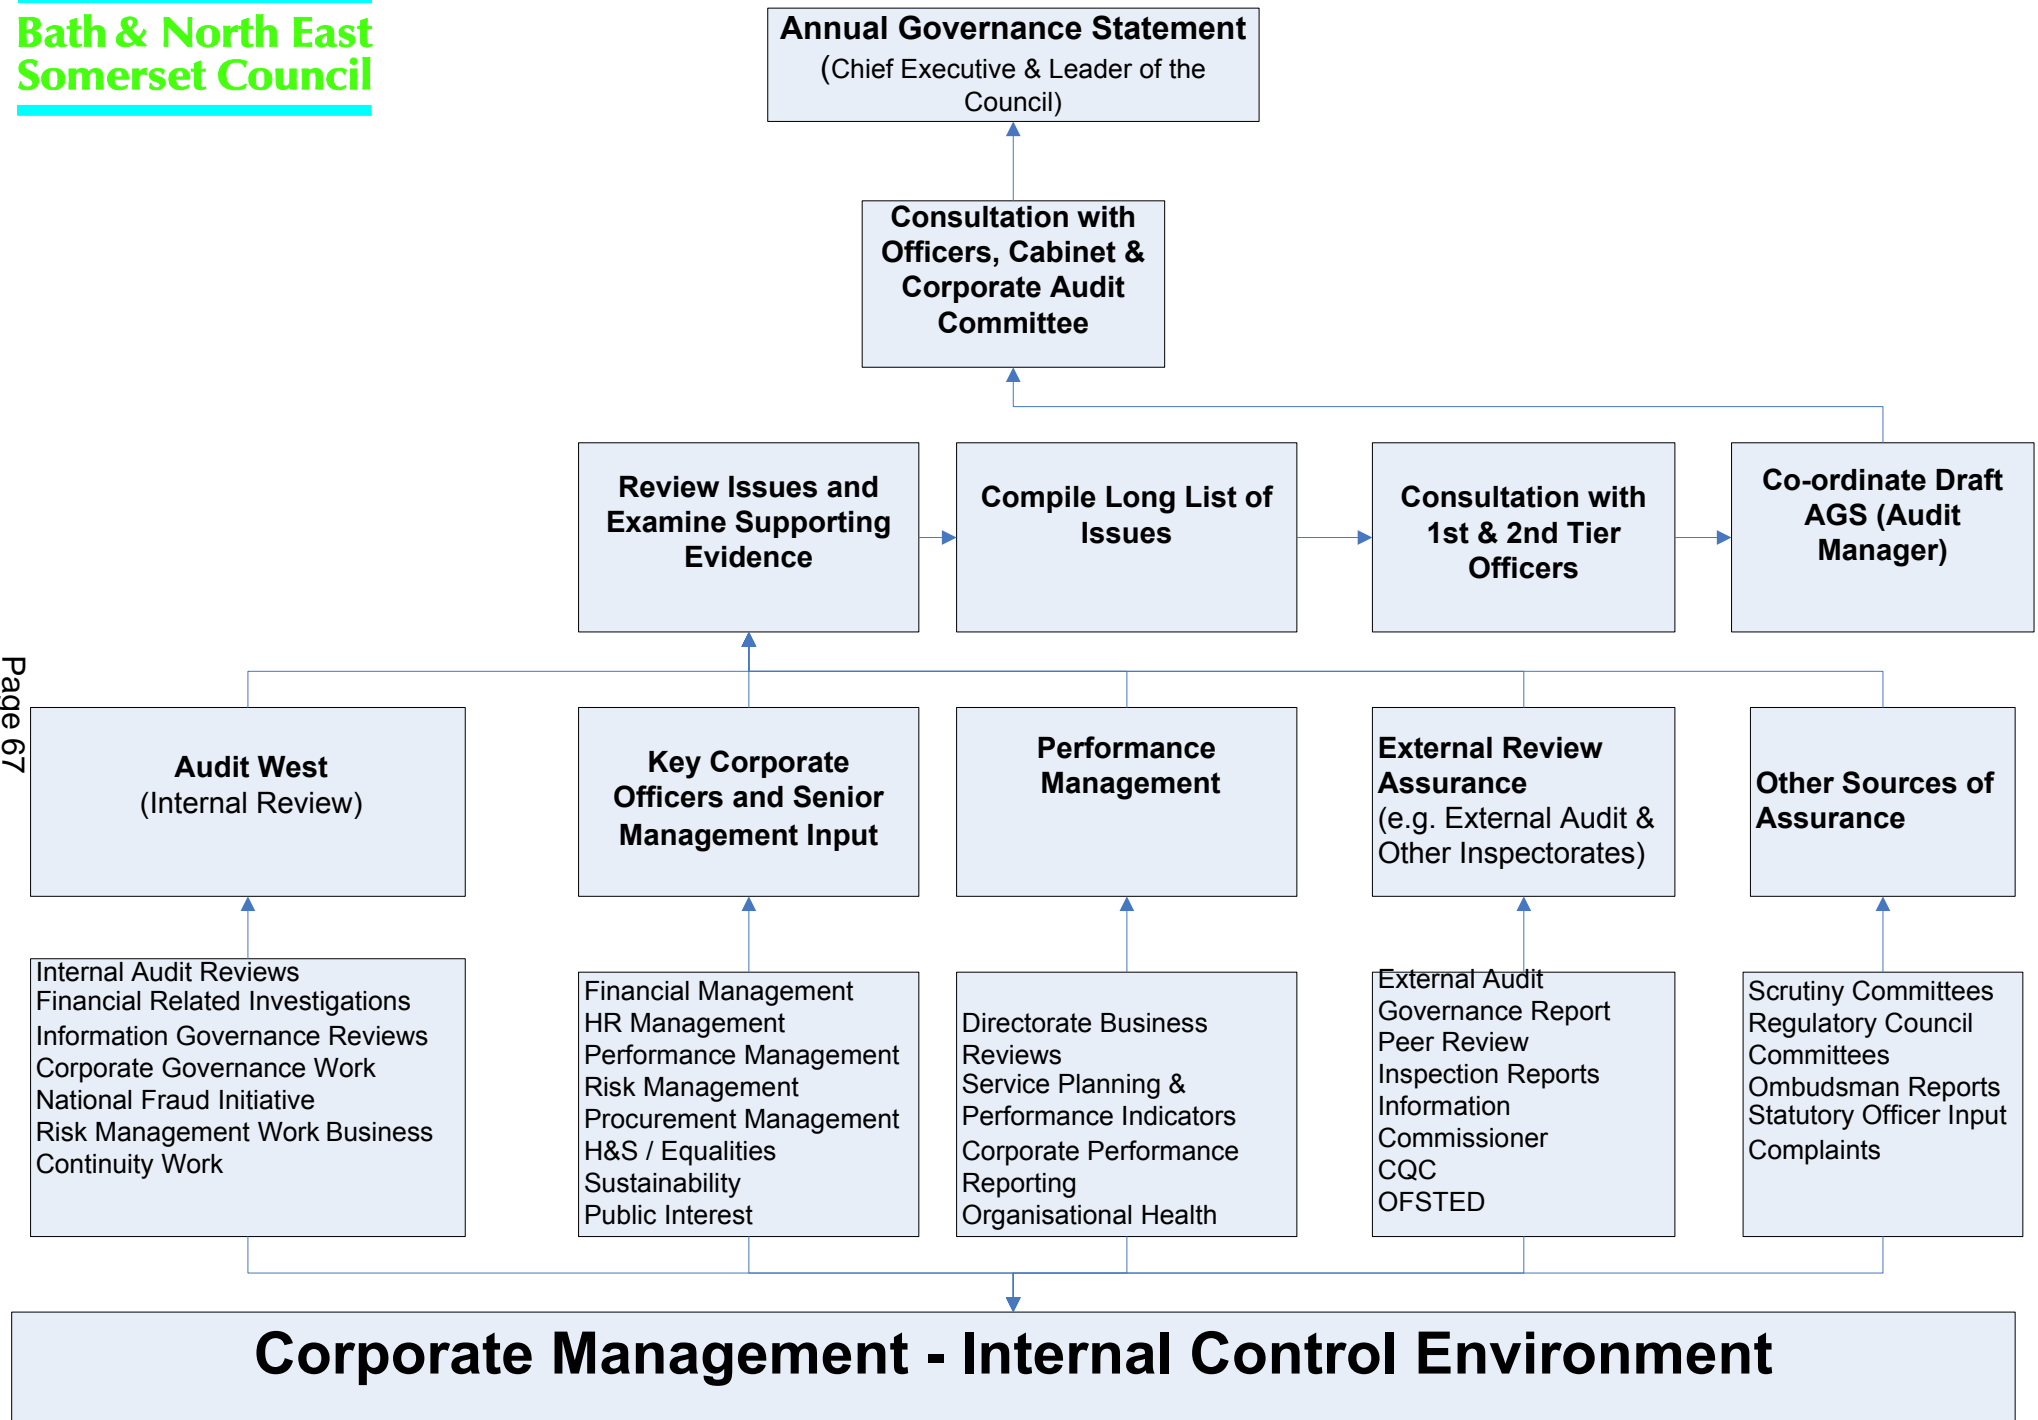 Bath & North East
Somerset Council
Annual Governance Statement
(Chief Executive & Leader of the
Council)
Consultation with
Officers, Cabinet &
Corporate Audit
Committee
Review Issues and
Examine Supporting
Evidence
Compile Long List of
Issues
Consultation with
1st & 2nd Tier
Officers
Co-ordinate Draft
AGS (Audit
Manager)
Page 67
Audit West
(Internal Review)
Key Corporate
Officers and Senior
Management Input
Performance
Management
External Review
Assurance
(e.g. External Audit &
Other Inspectorates)
Other Sources of
Assurance
Internal Audit Reviews
Financial Related Investigations
Information Governance Reviews
Corporate Governance Work
National Fraud Initiative
Risk Management Work Business
Continuity Work
Financial Management
HR Management
Performance Management
Risk Management
Procurement Management
H&S / Equalities
Sustainability
Public Interest
Directorate Business
Reviews
Service Planning &
Performance Indicators
Corporate Performance
Reporting
Organisational Health
External Audit
Governance Report
Peer Review
Inspection Reports
Information
Commissioner
CQC
OFSTED
Scrutiny Committees
Regulatory Council
Committees
Ombudsman Reports
Statutory Officer Input
Complaints
Corporate Management - Internal Control Environment